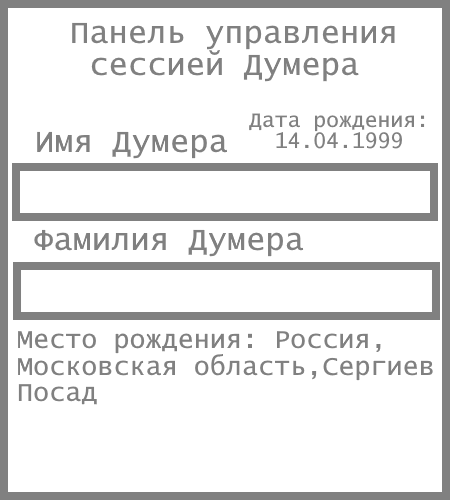 Панель управления
сессией Думера
Дата рождения:
14.04.1999
Имя Думера
Фамилия Думера
Место рождения: Россия,
Московская область,Сергиев
Посад